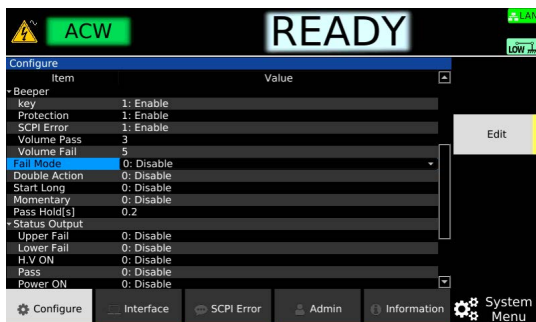 ACW
READY
LAN
LOW
Configure
Item Value
Beeper
key 1: Enable
Protection 1: Enable
SCPI Error 1: Enable
Volume Pass 3
Volume Fail 5
Fail Mode 0: Disable
Double Action 0: Disable
Start Long 0: Disable
Momentary 0: Disable
Pass Hold[s] 0.2
Status Output
Upper Fail 0: Disable
Lower Fail 0: Disable
H.V ON 0: Disable
Pass 0: Disable
Power ON 0: Disable
Edit
Configure Interface SCPI Error Admin Information System
Menu